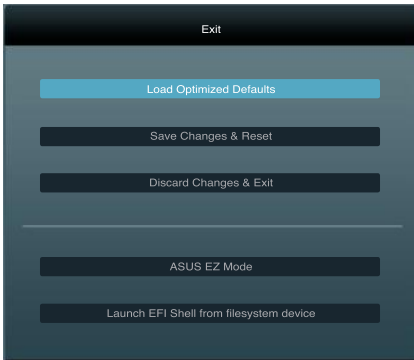 Exit
Load Optimized Defaults
Save Changes & Reset
Discard Changes & Exit
ASUS EZ Mode
Launch EFI Shell from filesystem device